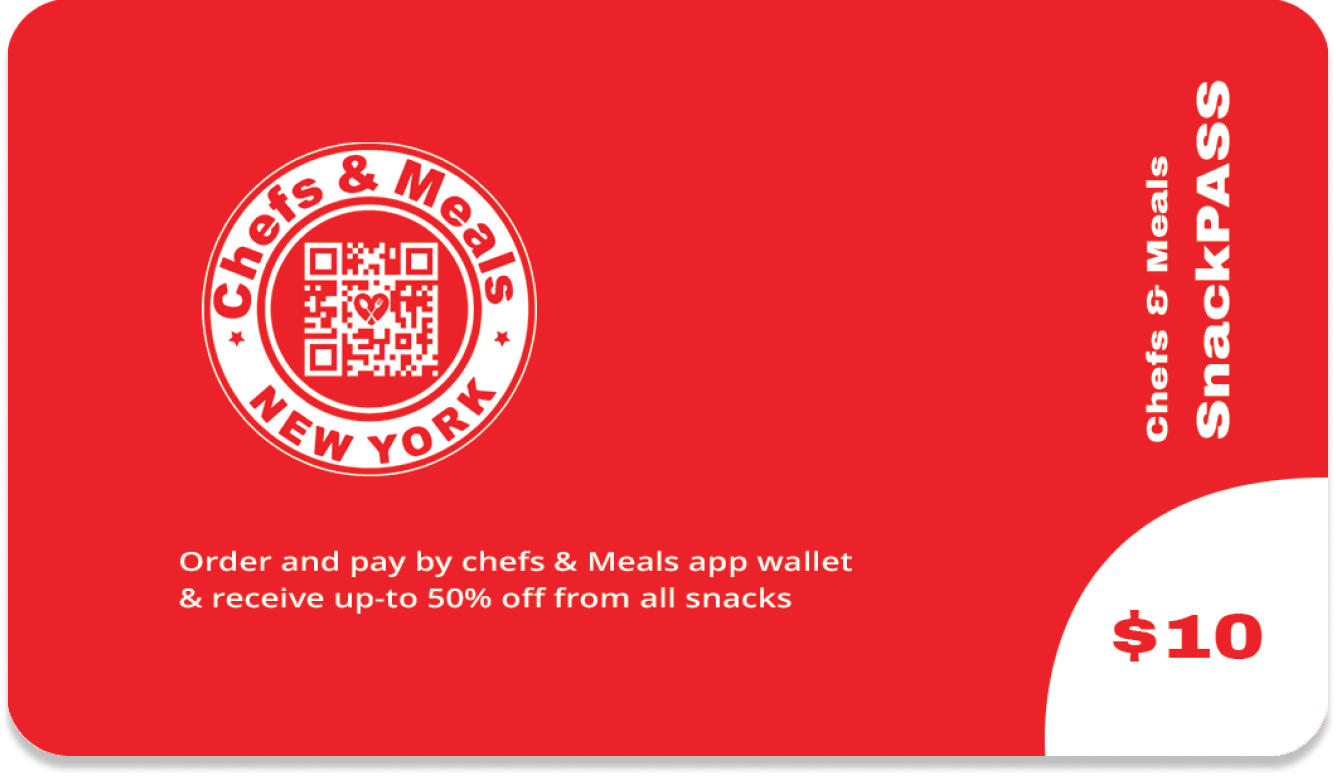 Chefs & Meals
NEW YORK
Chefs & Meals
SnackPASS
Order and pay by chefs & Meals app wallet
& receive up-to 50% off from all snacks
$10